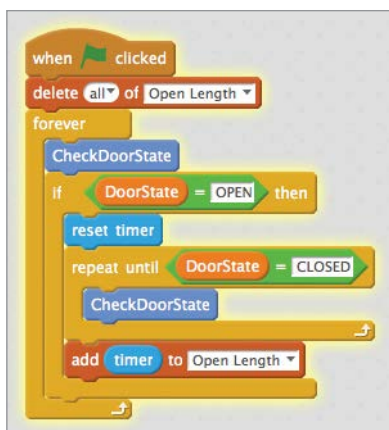 when clicked
delete all of Open Length
forever
CheckDoorState
if DoorState = OPEN then
reset timer
repeat until DoorState = CLOSED
CheckDoorState
add timer to Open Length